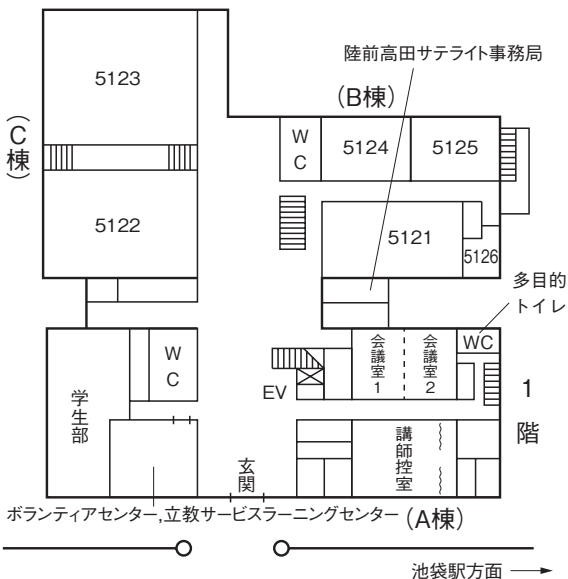 5123
陸前高田サテライト事務局
(B棟)
(C棟)
WC
5124
5125
5122
5121
5126
多目的
トイレ
WC
会議室1
会議室2
WC
EV
学生部
1階
講師控室
玄関
ボランティアセンター,立教サービスラーニングセンター
(A棟)
池袋駅方面